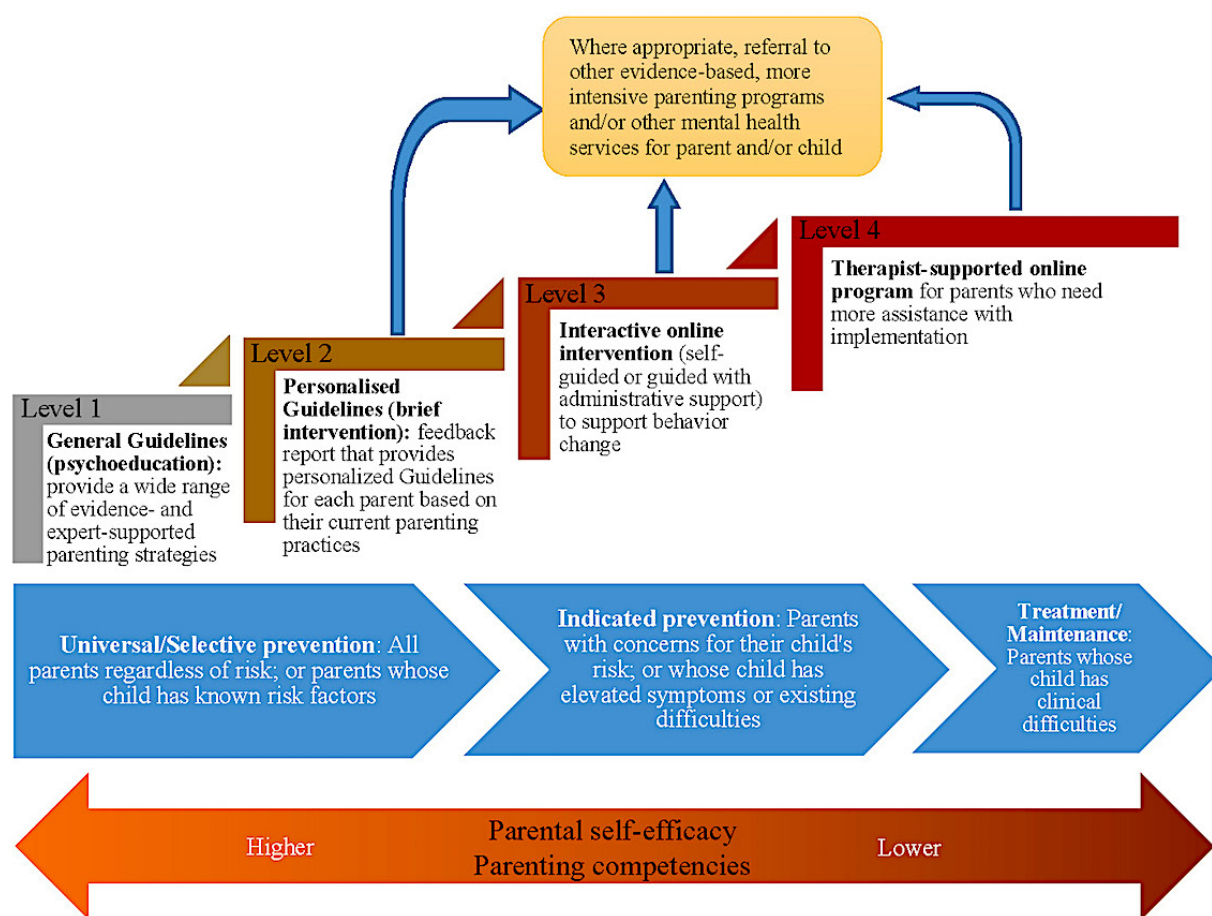 Where appropriate, referral to
other evidence-based, more
intensive parenting programs
and/or other mental health
services for parent and/or child
Level 4
Therapist-supported online
program for parents who need
more assistance with
implementation
Level 3
Interactive online
intervention (self-
guided or guided with
administrative support)
to support behavior
change
Level 2
Personalised
Guidelines (brief
intervention): feedback
report that provides
personalized Guidelines
for each parent based on
their current parenting
practices
Level 1
General Guidelines
(psychoeducation):
provide a wide range
of evidence- and
expert-supported
parenting strategies
Universal/Selective prevention: All
parents regardless of risk; or parents whose
child has known risk factors
Indicated prevention: Parents
with concerns for their child's
risk; or whose child has
elevated symptoms or existing
difficulties
Treatment/
Maintenance:
Parents whose
child has
clinical
difficulties
Higher
Parental self-efficacy
Parenting competencies
Lower